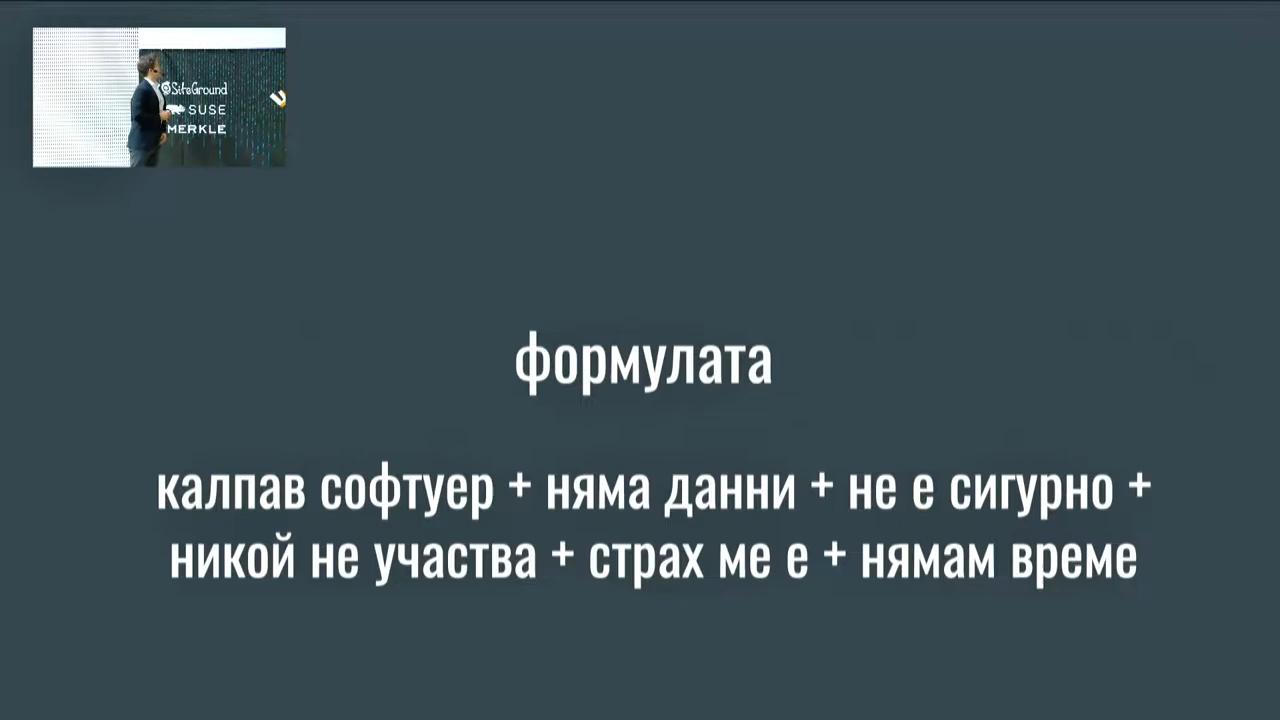 SiteGround
SUSE
MERKLE
формулата
калпав софтуер + няма данни + не е сигурно +
никой не участва + страх ме е + нямам време